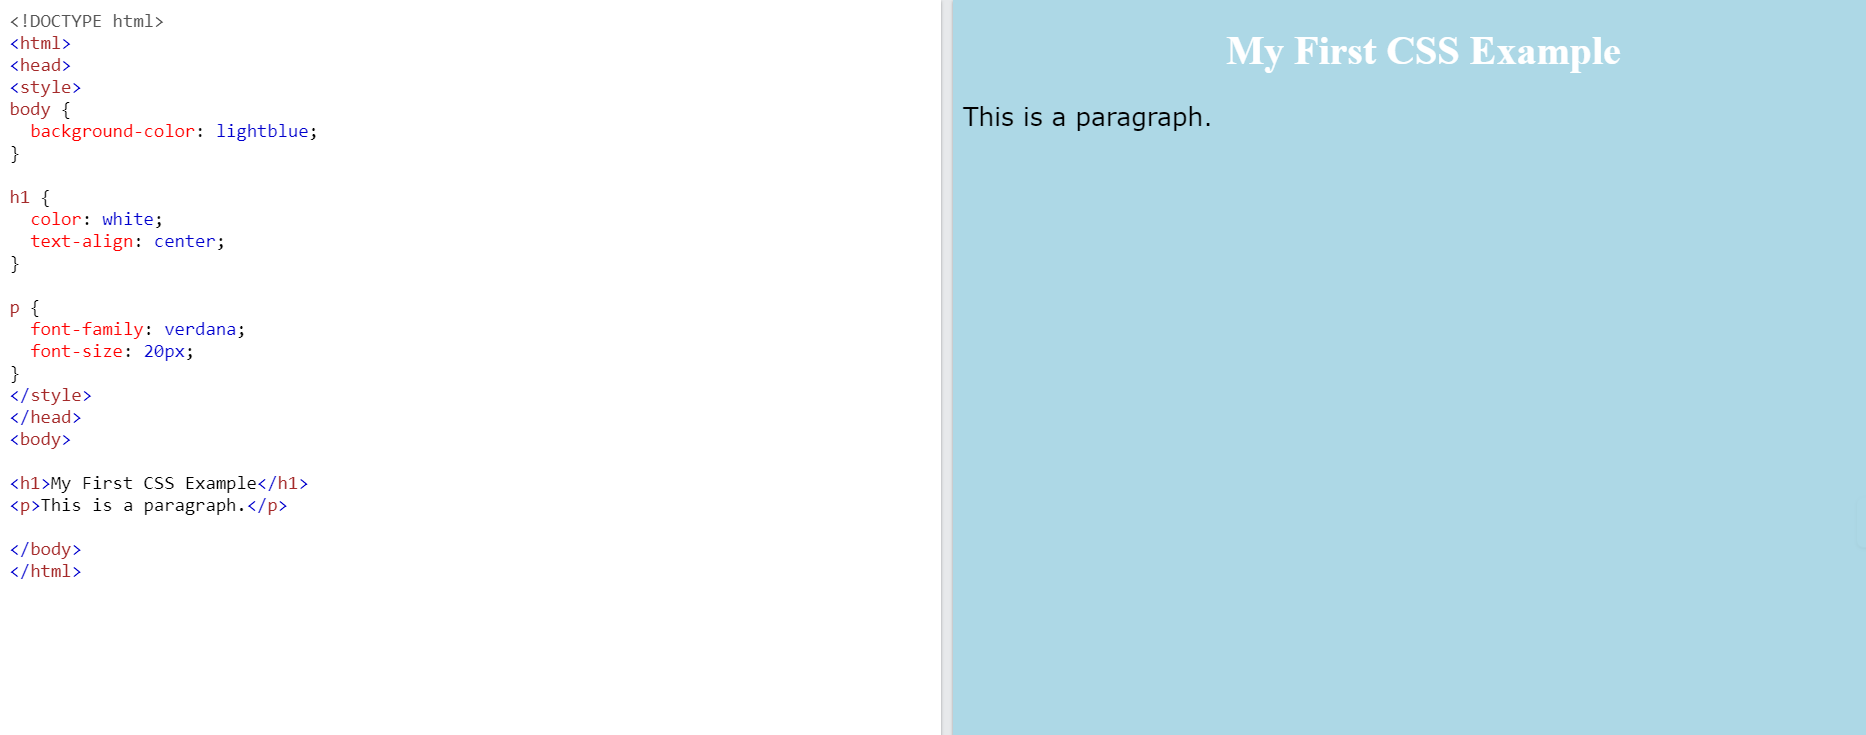 <!DOCTYPE html>
<html>
<head>
<style>
body {
  background-color: lightblue;
}

h1 {
  color: white;
  text-align: center;
}

p {
  font-family: verdana;
  font-size: 20px;
}
</style>
</head>
<body>

<h1>My First CSS Example</h1>
<p>This is a paragraph.</p>

</body>
</html>
My First CSS Example
This is a paragraph.